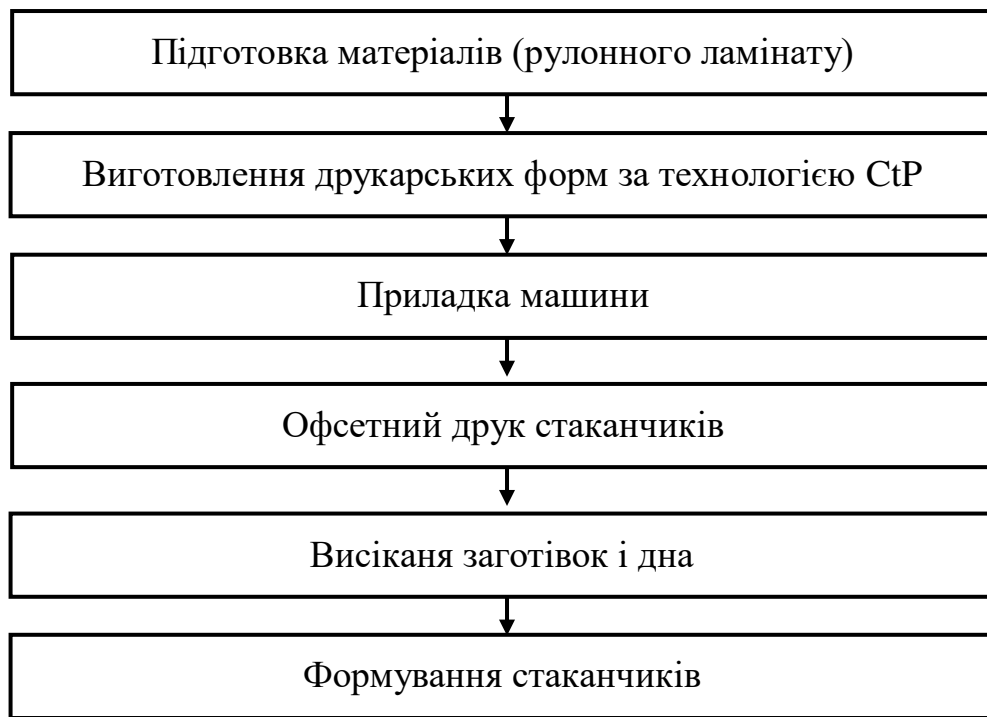 Підготовка матеріалів (рулонного ламінату)
Виготовлення друкарських форм за технологією CtP
Приладка машини
Офсетний друк стаканчиків
Висіканя заготівок і дна
Формування стаканчиків